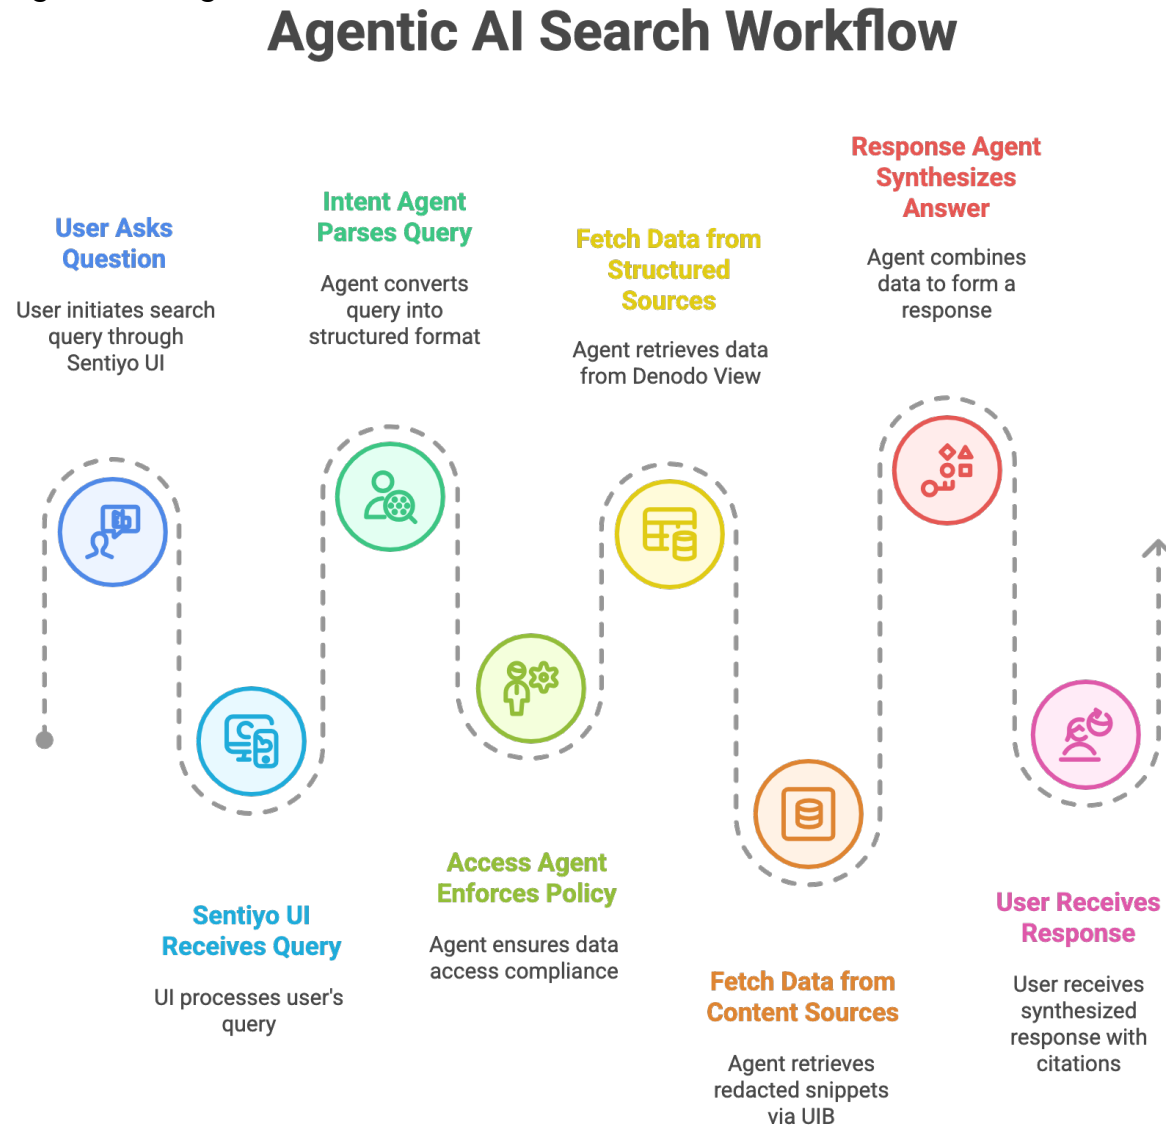 Agentic AI Search Workflow
User Asks
Question
User initiates search
query through
Sentiyo UI
Sentiyo UI
Receives Query
UI processes user's
query
Intent Agent
Parses Query
Agent converts
query into
structured format
Access Agent
Enforces Policy
Agent ensures data
access compliance
Fetch Data from
Structured
Sources
Agent retrieves data
from Denodo View
Fetch Data from
Content Sources
Agent retrieves
redacted snippets
via UIB
Response Agent
Synthesizes
Answer
Agent combines
data to form a
response
User Receives
Response
User receives
synthesized
response with
citations